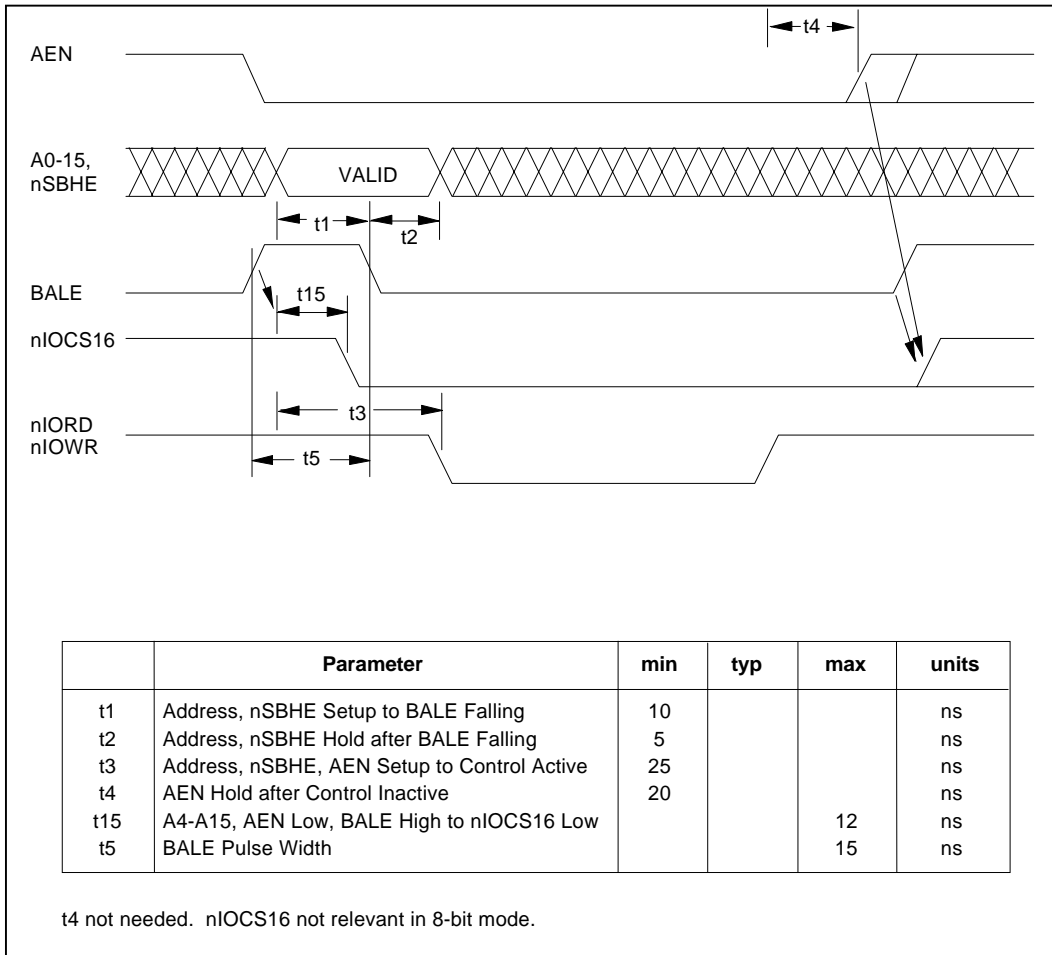 t4
AEN
A0-15,
nSBHE
VALID
t1
t2
BALE
t15
nIOCS16
t3
nIORD
nIOWR
t5
Parameter min typ max units
t1 Address, nSBHE Setup to BALE Falling 10 ns
t2 Address, nSBHE Hold after BALE Falling 5 ns
t3 Address, nSBHE, AEN Setup to Control Active 25 ns
t4 AEN Hold after Control Inactive 20 ns
t15 A4-A15, AEN Low, BALE High to nIOCS16 Low 12 ns
t5 BALE Pulse Width 15 ns
t4 not needed. nIOCS16 not relevant in 8-bit mode.